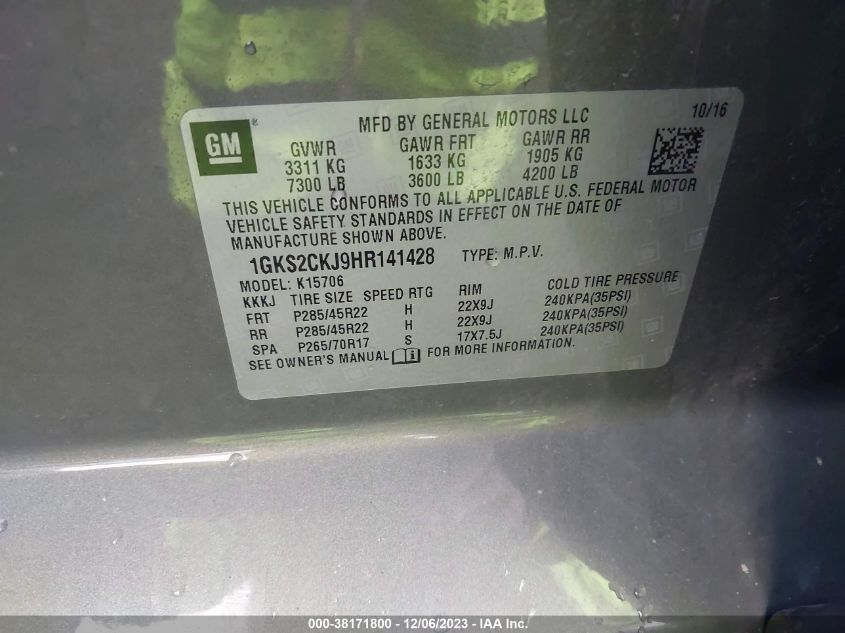 GM®
MFD BY GENERAL MOTORS LLC
10/16
GVWR GAWR FRT GAWR RR
3311 KG 1633 KG 1905 KG
7300 LB 3600 LB 4200 LB
THIS VEHICLE CONFORMS TO ALL APPLICABLE U.S. FEDERAL MOTOR
VEHICLE SAFETY STANDARDS IN EFFECT ON THE DATE OF
MANUFACTURE SHOWN ABOVE.
1GKS2CKJ9HR141428 TYPE: M.P.V.
MODEL: K15706
KKKJ TIRE SIZE SPEED RTG RIM COLD TIRE PRESSURE
FRT P285/45R22 H 22X9J 240KPA(35PSI)
RR P285/45R22 H 22X9J 240KPA(35PSI)
SPA P265/70R17 S 17X7.5J 240KPA(35PSI)
SEE OWNER'S MANUAL FOR MORE INFORMATION.
000-38171800 - 12/06/2023 - IAA Inc.